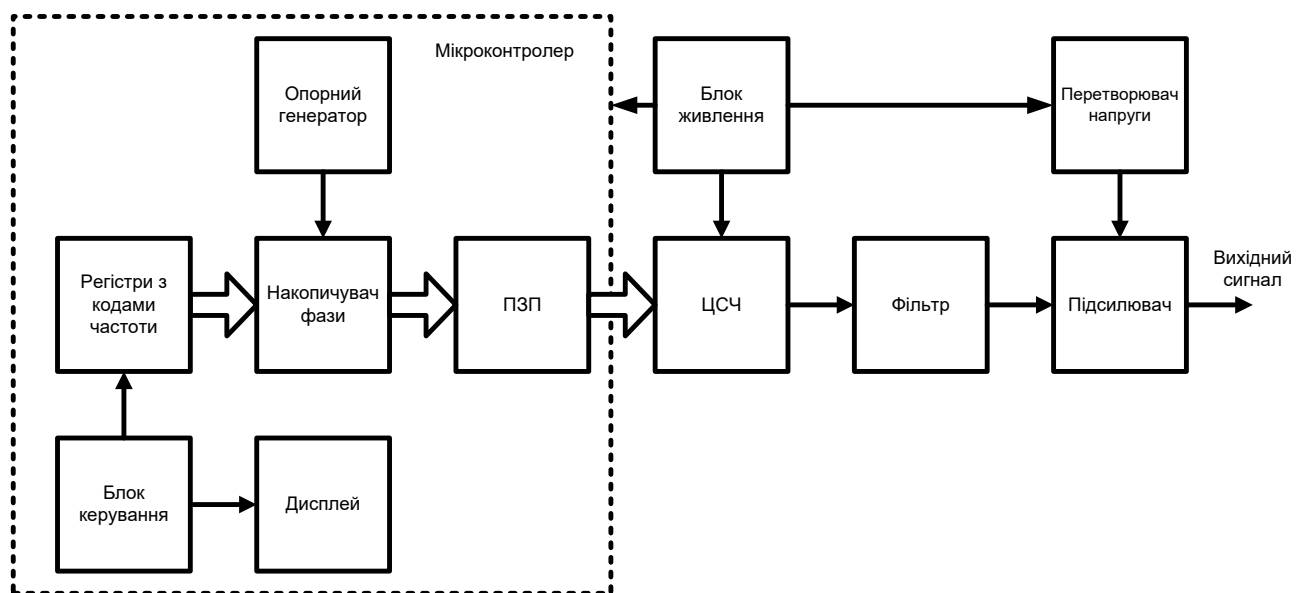 Мікроконтролер
Опорний
генератор
Блок
живлення
Перетворювач
напруги
Регістри з
кодами
частоти
Накопичувач
фази
ПЗП
ЦСЧ
Фільтр
Підсилювач
Вихідний
сигнал
Блок
керування
Дисплей